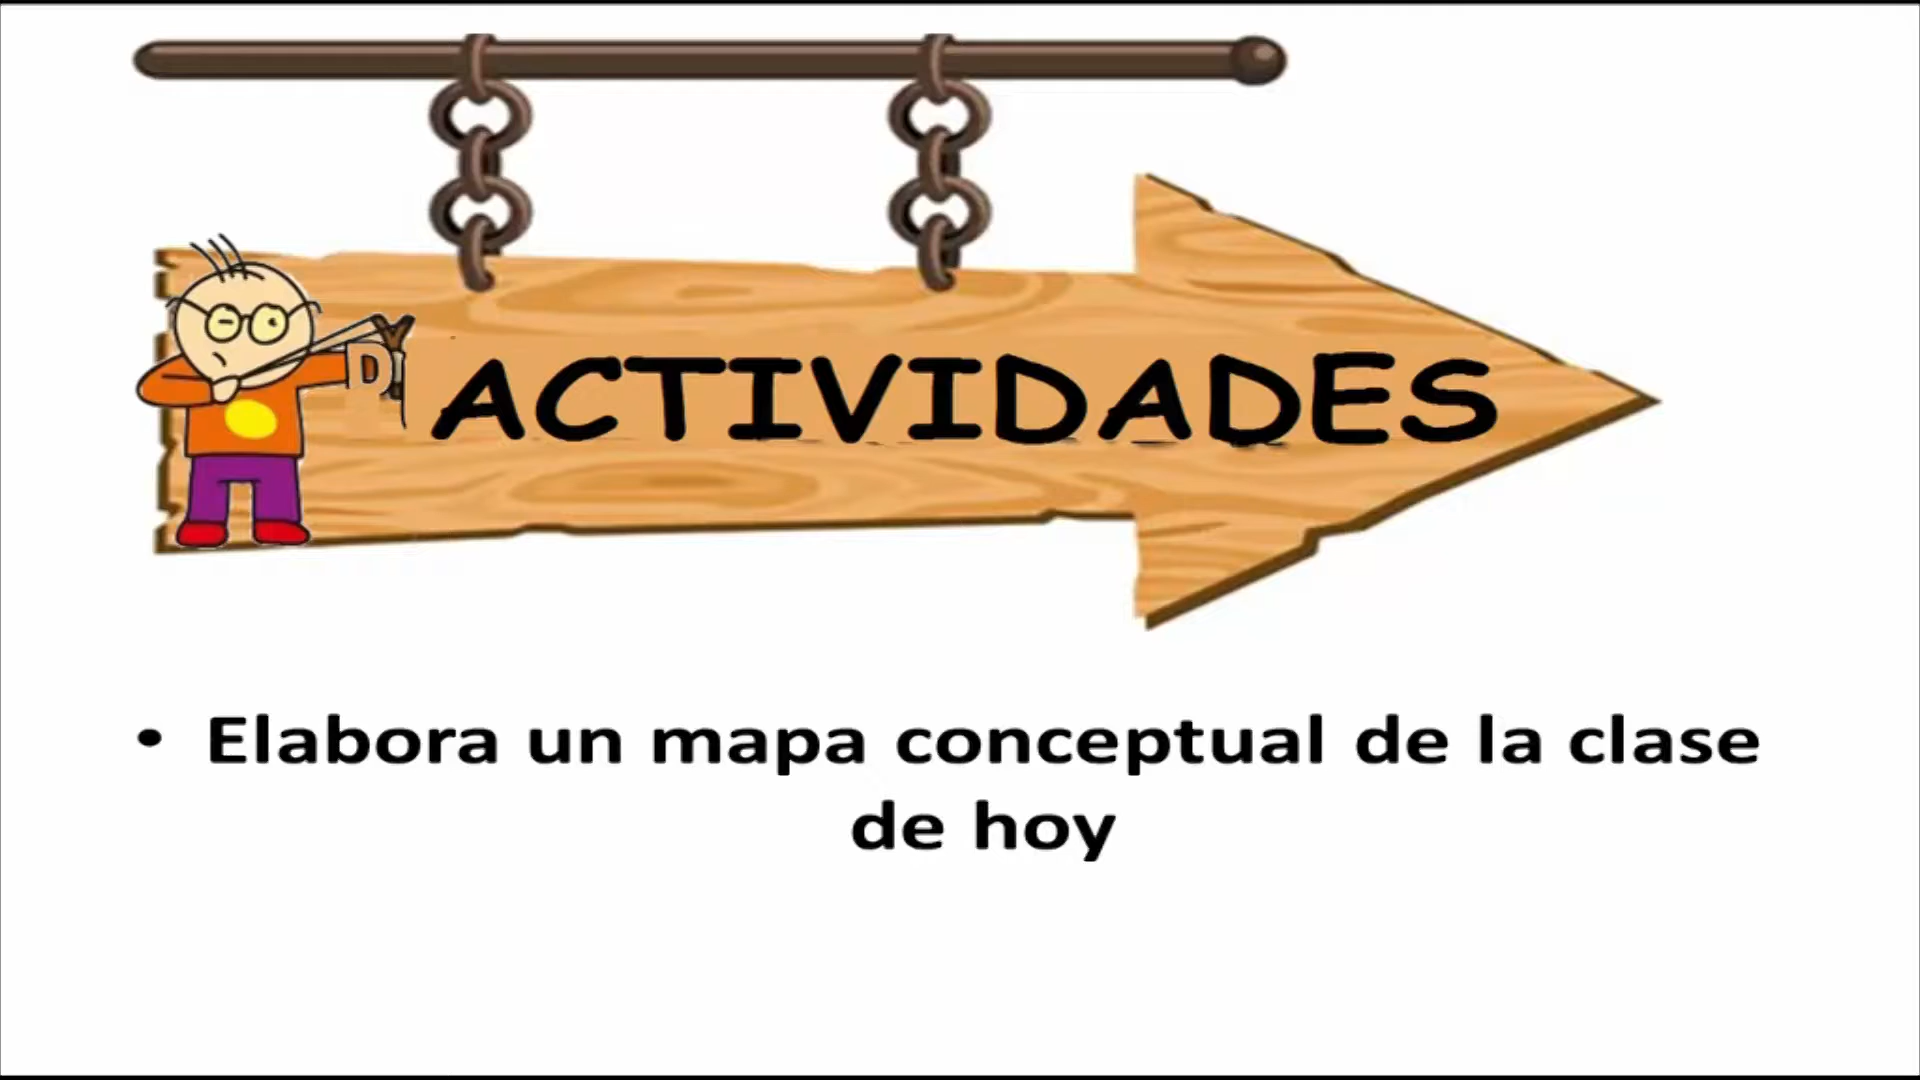 ACTIVIDADES
• Elabora un mapa conceptual de la clase
de hoy